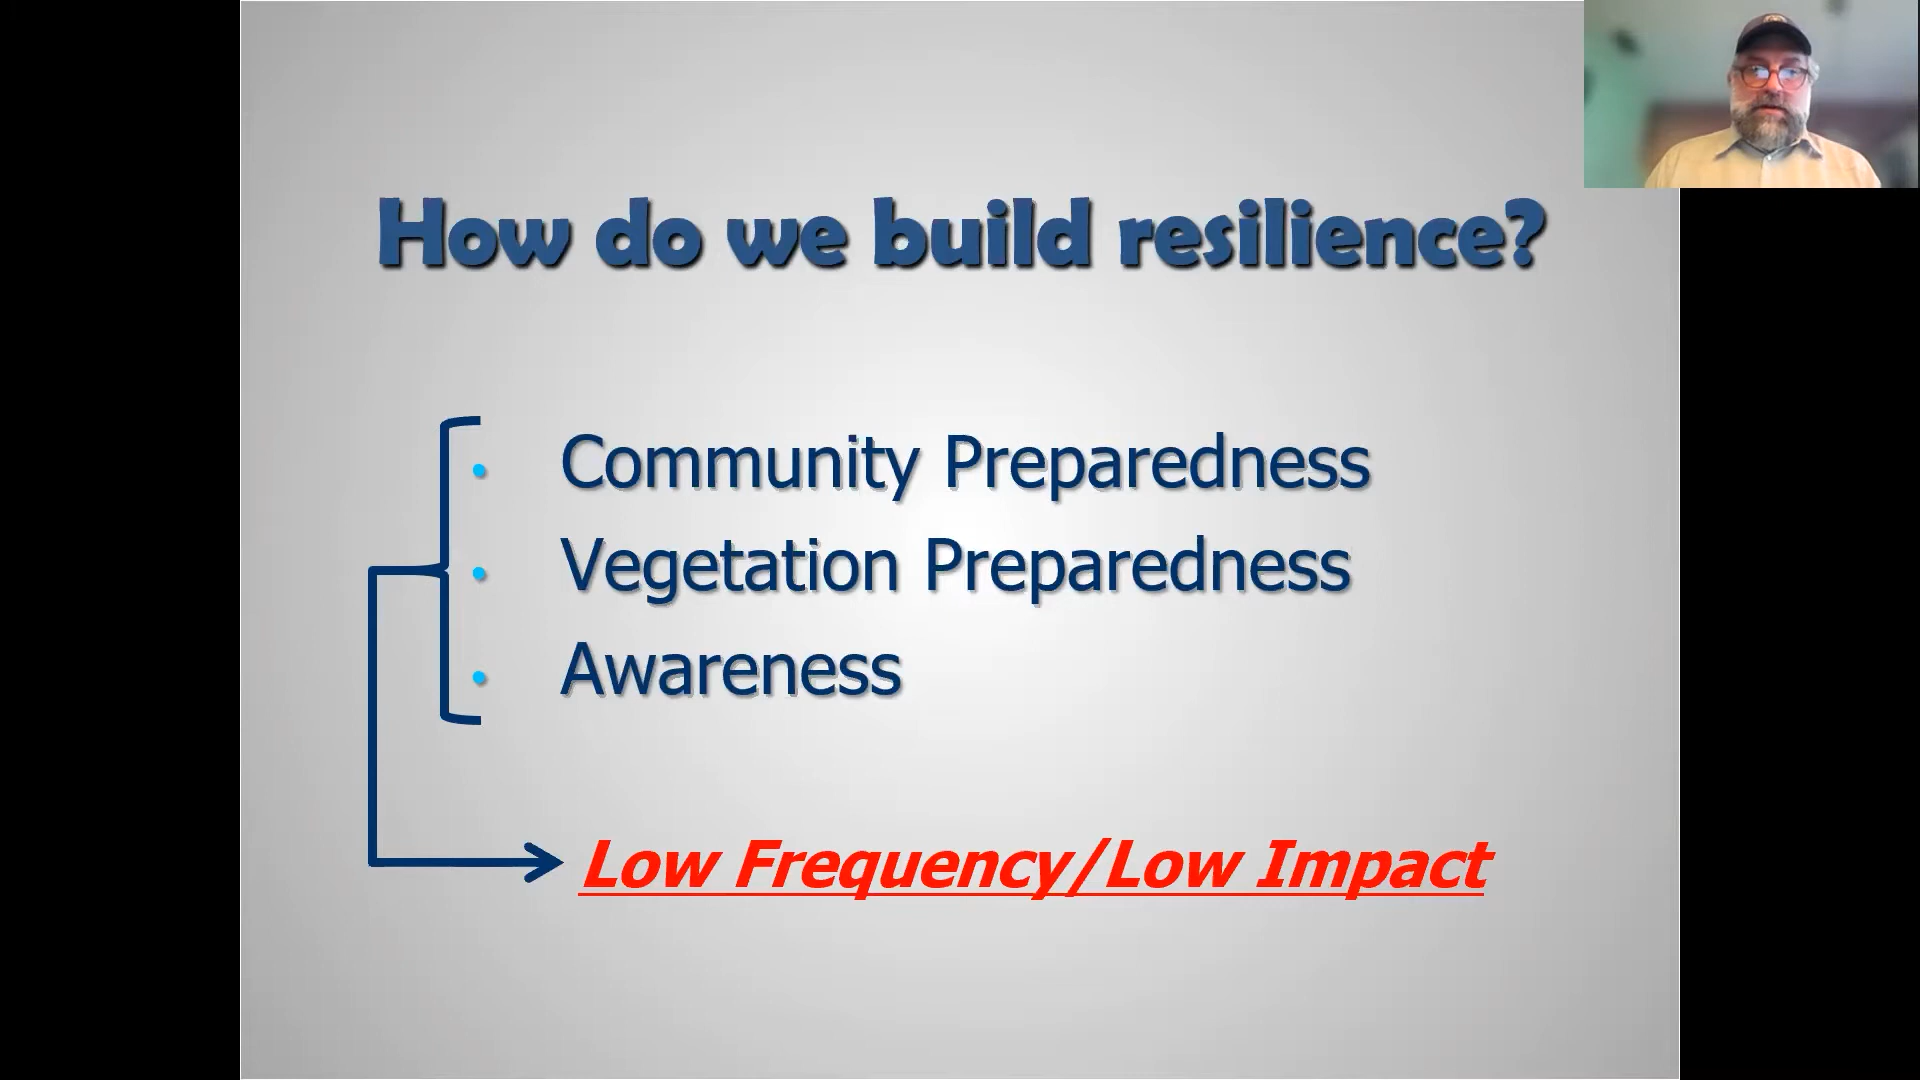 How do we build resilience?
Community Preparedness
Vegetation Preparedness
Awareness
Low Frequency/Low Impact